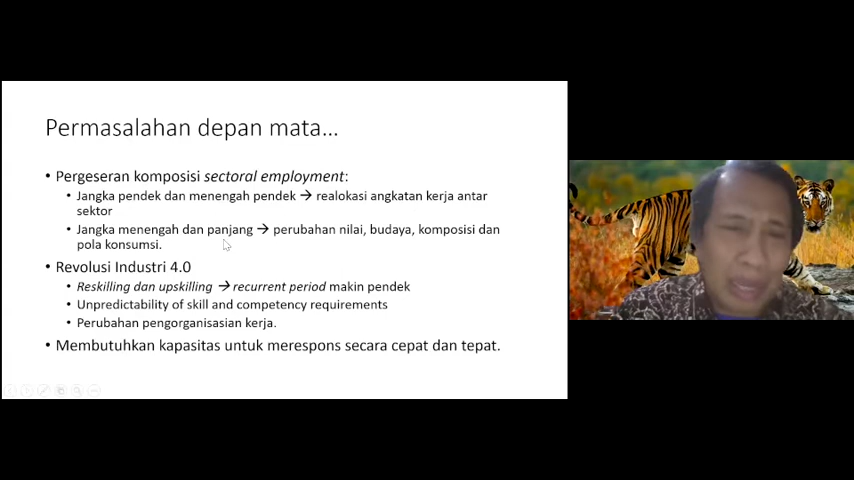 Permasalahan depan mata...
• Pergeseran komposisi sectoral employment:
• Jangka pendek dan menengah pendek → realokasi angkatan kerja antar
sektor
• Jangka menengah dan panjang → perubahan nilai, budaya, komposisi dan
pola konsumsi.
• Revolusi Industri 4.0
• Reskilling dan upskilling → recurrent period makin pendek
• Unpredictability of skill and competency requirements
• Perubahan pengorganisasian kerja.
• Membutuhkan kapasitas untuk merespons secara cepat dan tepat.